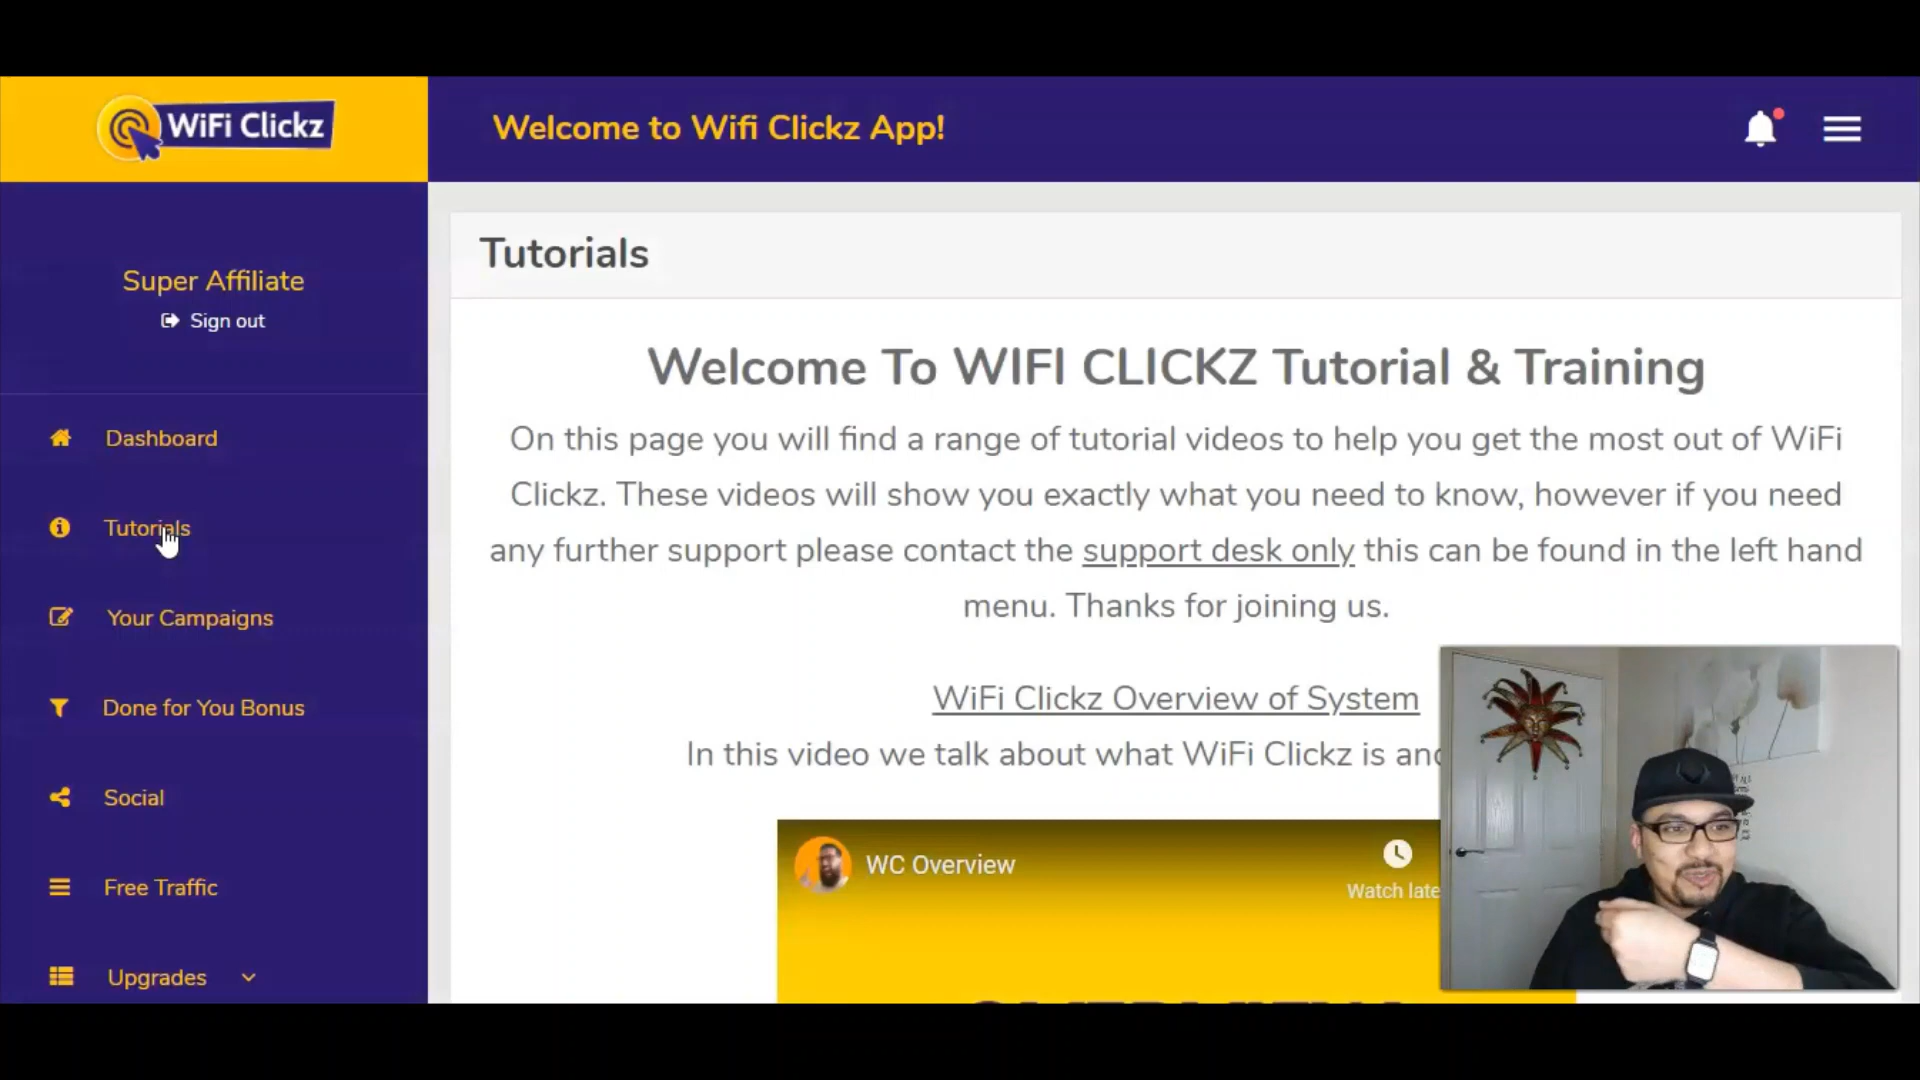 WiFi Clickz
Welcome to Wifi Clickz App!
Super Affiliate
Sign out
Dashboard
Tutorials
Your Campaigns
Done for You Bonus
Social
Free Traffic
Upgrades
Tutorials
Welcome To WIFI CLICKZ Tutorial & Training
On this page you will find a range of tutorial videos to help you get the most out of WiFi
Clickz. These videos will show you exactly what you need to know, however if you need
any further support please contact the support desk only this can be found in the left hand
menu. Thanks for joining us.
WiFi Clickz Overview of System
In this video we talk about what WiFi Clickz is and
WC Overview
Watch late